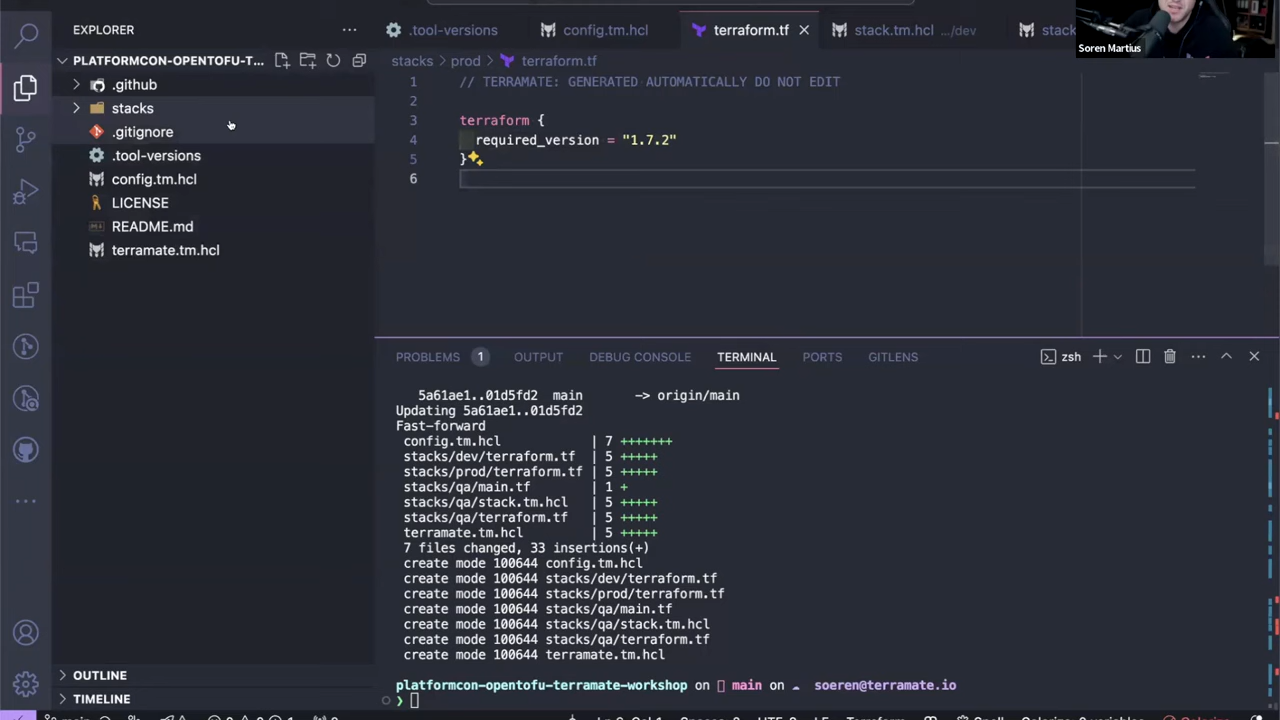 EXPLORER
.tool-versions
config.tm.hcl
terraform.tf
stack.tm.hcl .../dev
stack
Soren Martius
PLATFORMCON-OPENTOFU-T...
.github
stacks
.gitignore
.tool-versions
config.tm.hcl
LICENSE
README.md
terramate.tm.hcl
stacks > prod > terraform.tf
1 // TERRAMATE: GENERATED AUTOMATICALLY DO NOT EDIT
2
3 terraform {
4 required_version = "1.7.2"
5 }
6
PROBLEMS 1 OUTPUT DEBUG CONSOLE TERMINAL PORTS GITLENS
zsh
5a61ae1..01d5fd2 main -> origin/main
Updating 5a61ae1..01d5fd2
Fast-forward
config.tm.hcl | 7 +++++++
stacks/dev/terraform.tf | 5 +++++
stacks/prod/terraform.tf | 5 +++++
stacks/qa/main.tf | 1 +
stacks/qa/stack.tm.hcl | 5 +++++
stacks/qa/terraform.tf | 5 +++++
terramate.tm.hcl | 5 +++++
7 files changed, 33 insertions(+)
create mode 100644 config.tm.hcl
create mode 100644 stacks/dev/terraform.tf
create mode 100644 stacks/prod/terraform.tf
create mode 100644 stacks/qa/main.tf
create mode 100644 stacks/qa/stack.tm.hcl
create mode 100644 stacks/qa/terraform.tf
create mode 100644 terramate.tm.hcl
platformcon-opentofu-terramate-workshop on main on soeren@terramate.io
❯
OUTLINE
TIMELINE